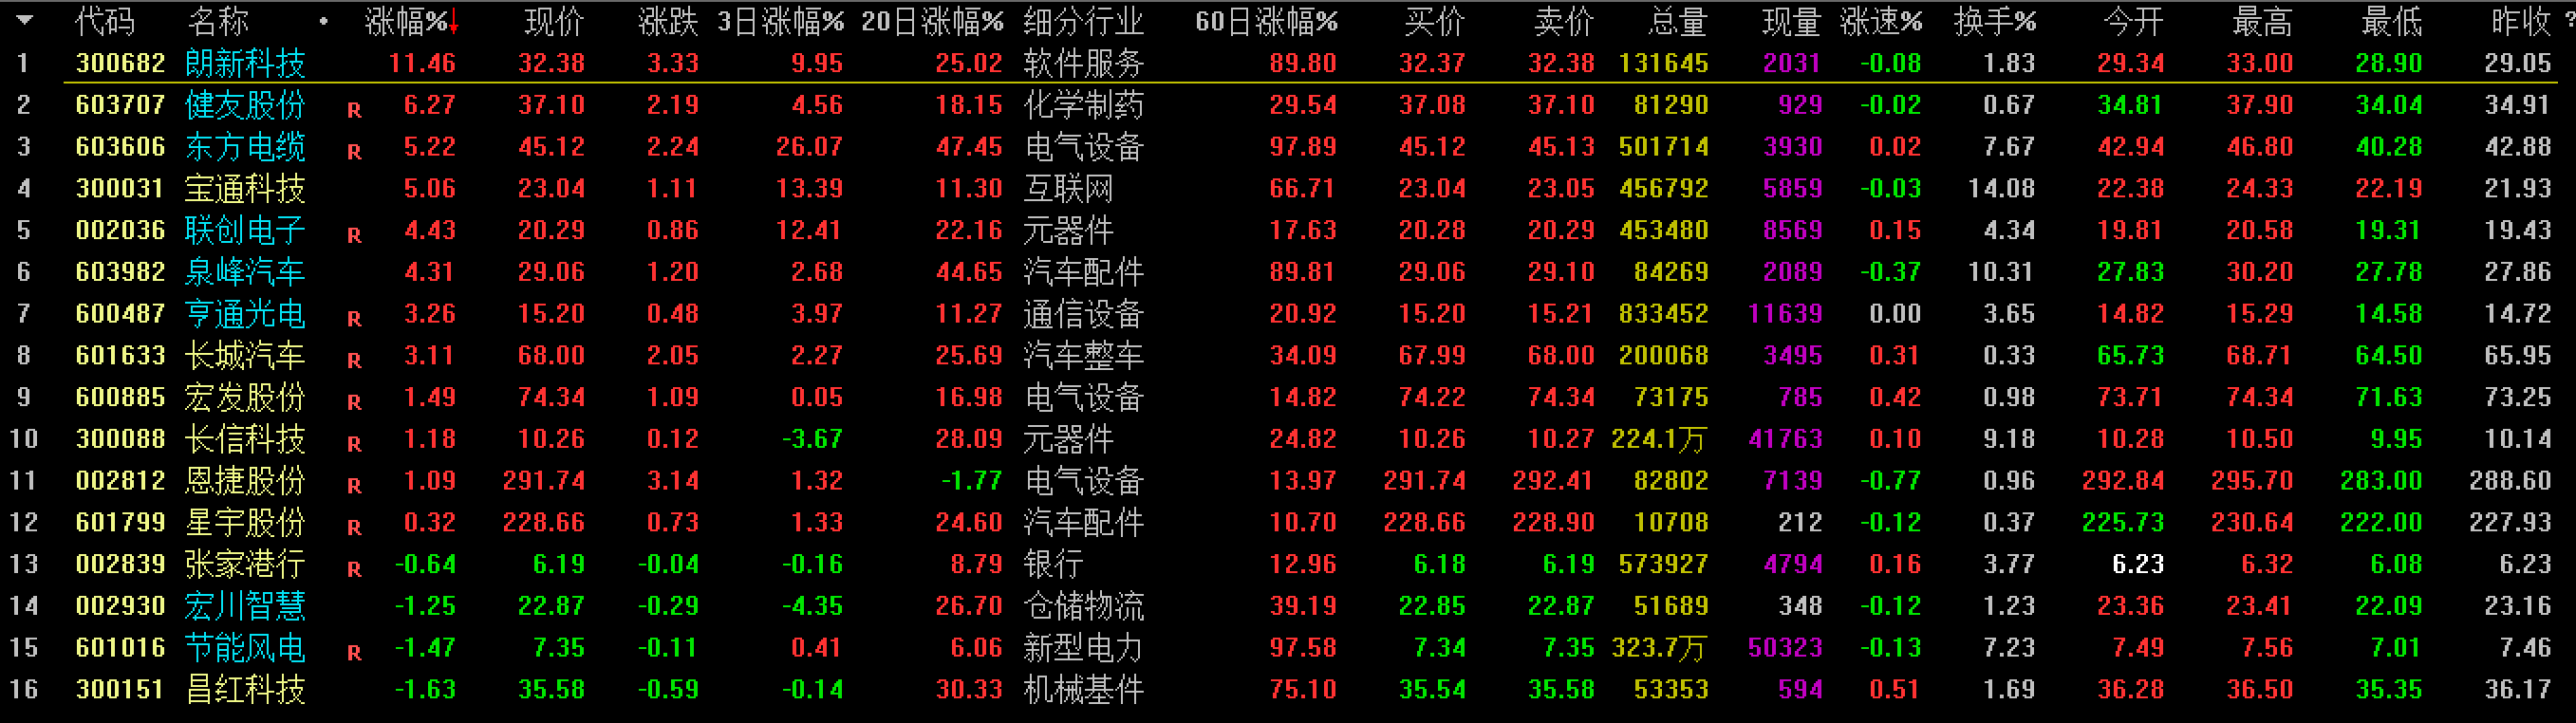 代码 名称 • 涨幅%↓ 现价 涨跌 3日涨幅% 20日涨幅% 细分行业 60日涨幅% 买价 卖价 总量 现量 涨速% 换手% 今开 最高 最低 昨收
1 300682 朗新科技 11.46 32.38 3.33 9.95 25.02 软件服务 89.80 32.37 32.38 131645 2031 -0.08 1.83 29.34 33.00 28.90 29.05
2 603707 健友股份 R 6.27 37.10 2.19 4.56 18.15 化学制药 29.54 37.08 37.10 81290 929 -0.02 0.67 34.81 37.90 34.04 34.91
3 603606 东方电缆 R 5.22 45.12 2.24 26.07 47.45 电气设备 97.89 45.12 45.13 501714 3930 0.02 7.67 42.94 46.80 40.28 42.88
4 300031 宝通科技 5.06 23.04 1.11 13.39 11.30 互联网 66.71 23.04 23.05 456792 5859 -0.03 14.08 22.38 24.33 22.19 21.93
5 002036 联创电子 R 4.43 20.29 0.86 12.41 22.16 元器件 17.63 20.28 20.29 453480 8569 0.15 4.34 19.81 20.58 19.31 19.43
6 603982 泉峰汽车 4.31 29.06 1.20 2.68 44.65 汽车配件 89.81 29.06 29.10 84269 2089 -0.37 10.31 27.83 30.20 27.78 27.86
7 600487 亨通光电 R 3.26 15.20 0.48 3.97 11.27 通信设备 20.92 15.20 15.21 833452 11639 0.00 3.65 14.82 15.29 14.58 14.72
8 601633 长城汽车 R 3.11 68.00 2.05 2.27 25.69 汽车整车 34.09 67.99 68.00 200068 3495 0.31 0.33 65.73 68.71 64.50 65.95
9 600885 宏发股份 R 1.49 74.34 1.09 0.05 16.98 电气设备 14.82 74.22 74.34 73175 785 0.42 0.98 73.71 74.34 71.63 73.25
10 300088 长信科技 R 1.18 10.26 0.12 -3.67 28.09 元器件 24.82 10.26 10.27 224.1万 41763 0.10 9.18 10.28 10.50 9.95 10.14
11 002812 恩捷股份 R 1.09 291.74 3.14 1.32 -1.77 电气设备 13.97 291.74 292.41 82802 7139 -0.77 0.96 292.84 295.70 283.00 288.60
12 601799 星宇股份 R 0.32 228.66 0.73 1.33 24.60 汽车配件 10.70 228.66 228.90 10708 212 -0.12 0.37 225.73 230.64 222.00 227.93
13 002839 张家港行 R -0.64 6.19 -0.04 -0.16 8.79 银行 12.96 6.18 6.19 573927 4794 0.16 3.77 6.23 6.32 6.08 6.23
14 002930 宏川智慧 -1.25 22.87 -0.29 -4.35 26.70 仓储物流 39.19 22.85 22.87 51689 348 -0.12 1.23 23.36 23.41 22.09 23.16
15 601016 节能风电 R -1.47 7.35 -0.11 0.41 6.06 新型电力 97.58 7.34 7.35 323.7万 50323 -0.13 7.23 7.49 7.56 7.01 7.46
16 300151 昌红科技 -1.63 35.58 -0.59 -0.14 30.33 机械基件 75.10 35.54 35.58 53353 594 0.51 1.69 36.28 36.50 35.35 36.17